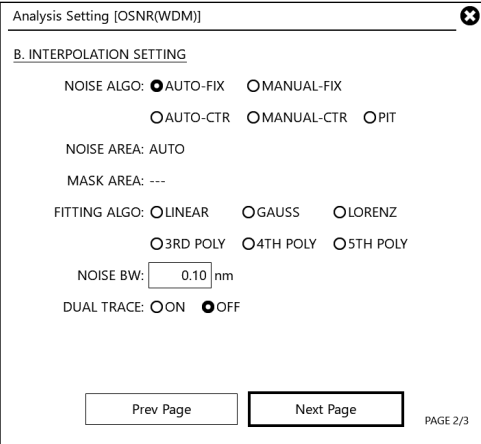 Analysis Setting [OSNR(WDM)]
B. INTERPOLATION SETTING
NOISE ALGO: AUTO-FIX MANUAL-FIX
AUTO-CTR MANUAL-CTR PIT
NOISE AREA: AUTO
MASK AREA: ---
FITTING ALGO: LINEAR GAUSS LORENZ
3RD POLY 4TH POLY 5TH POLY
NOISE BW: 0.10 nm
DUAL TRACE: ON OFF
Prev Page Next Page
PAGE 2/3